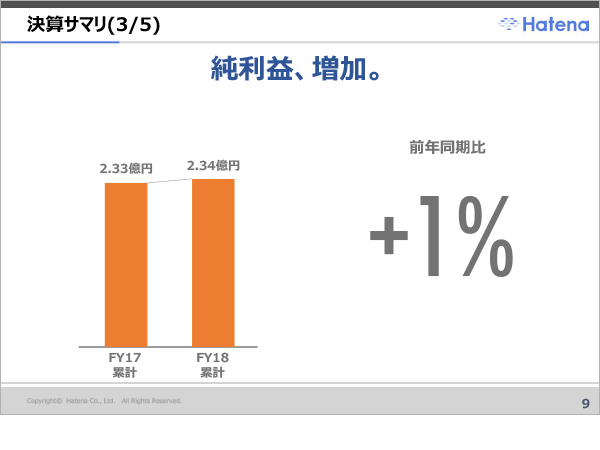 決算サマリ(3/5)
Hatena
純利益、増加。
前年同期比
+1%
2.33億円
2.34億円
FY17
累計
FY18
累計
Copyright© Hatena Co., Ltd. All Rights Reserved.
9